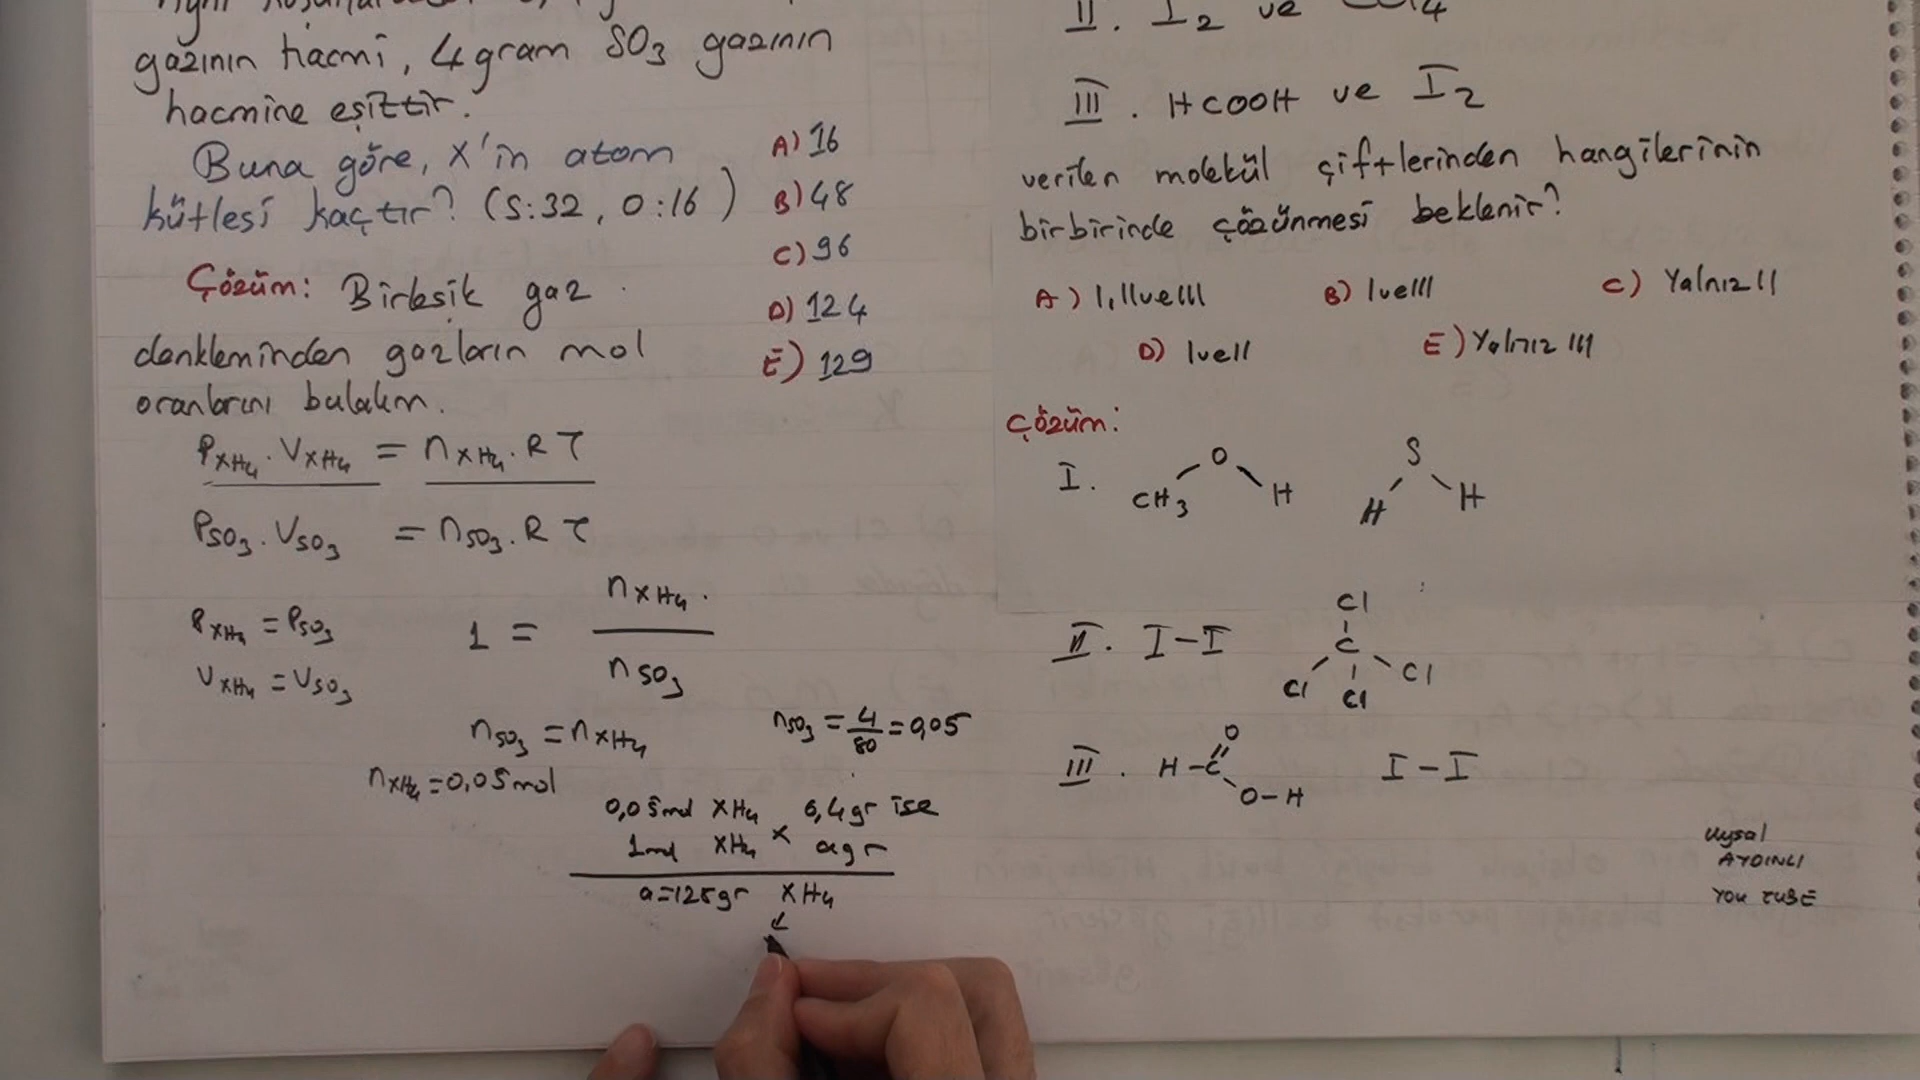 gazının hacmi, 4 gram SO3 gazının
hacmine eşittir.
Buna göre, X'in atom
kütlesi kaçtır? (S:32, O:16)
A) 16
B) 48
C) 96
D) 124
E) 129
Çözüm: Birleşik gaz
denkleminden gazların mol
oranlarını bulalım.
PXH4 . VXH4 = nXH4 . R T
PSO3 . VSO3 = nSO3 . R T
PXH4 = PSO3
VXH4 = VSO3
1 = nXH4 .
nSO3
nSO3 = nXH4
nSO3 = 4/80 = 0,05
nXH4 = 0,05 mol
0,05 mol XH4 6,4 gr ise
1 mol XH4 × a gr
a = 128 gr XH4
II. I2 ve CCl4
III. HCOOH ve I2
verilen molekül çiftlerinden hangilerinin
birbirinde çözünmesi beklenir?
A) I, II ve III
B) I ve III
C) Yalnız II
D) I ve II
E) Yalnız III
Çözüm:
I. CH3 O H H S H
II. I-I Cl C Cl Cl Cl
III. H-C O O-H I-I
Uysal
AYDINLI
YOUTUBE